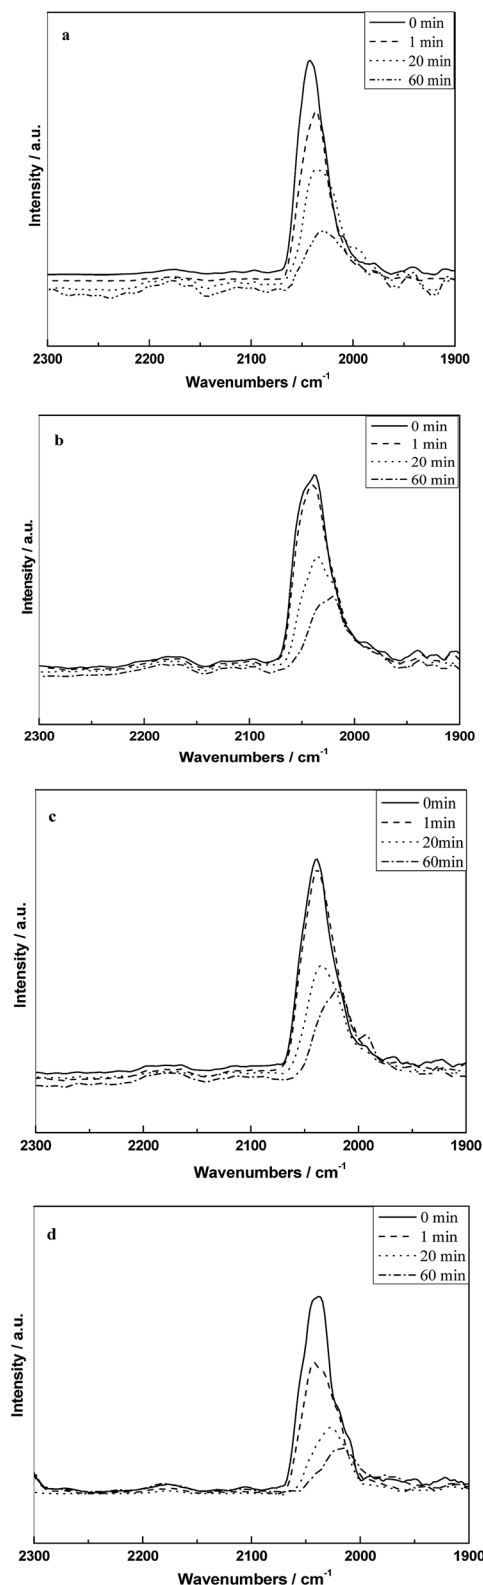 a
0 min
1 min
20 min
60 min
Intensity / a.u.
2300 2200 2100 2000 1900
Wavenumbers / cm-1
b
0 min
1 min
20 min
60 min
Intensity / a.u.
2300 2200 2100 2000 1900
Wavenumbers / cm-1
c
0min
1min
20min
60min
Intensity / a.u.
2300 2200 2100 2000 1900
Wavenumbers / cm-1
d
0 min
1 min
20 min
60 min
Intensity / a.u.
2300 2200 2100 2000 1900
Wavenumbers / cm-1